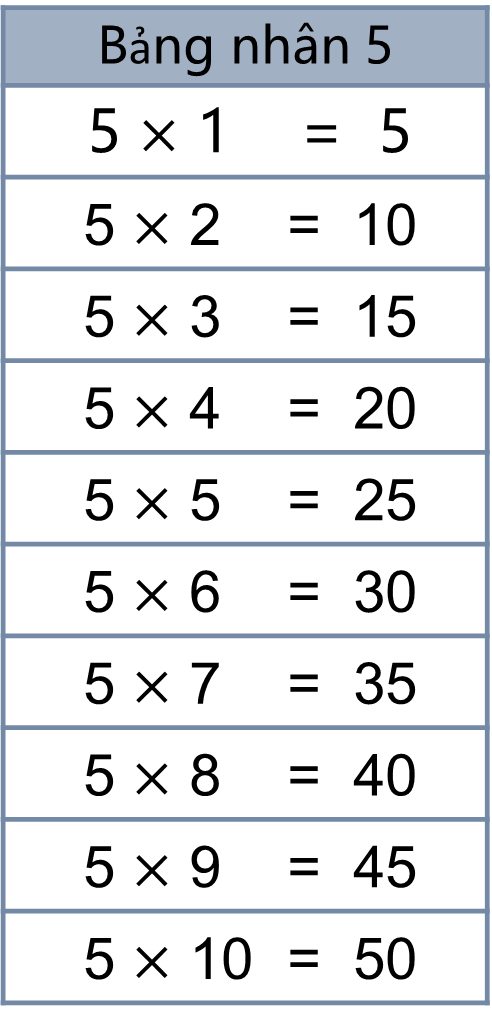 Bảng nhân 5
5 × 1 = 5
5 × 2 = 10
5 × 3 = 15
5 × 4 = 20
5 × 5 = 25
5 × 6 = 30
5 × 7 = 35
5 × 8 = 40
5 × 9 = 45
5 × 10 = 50